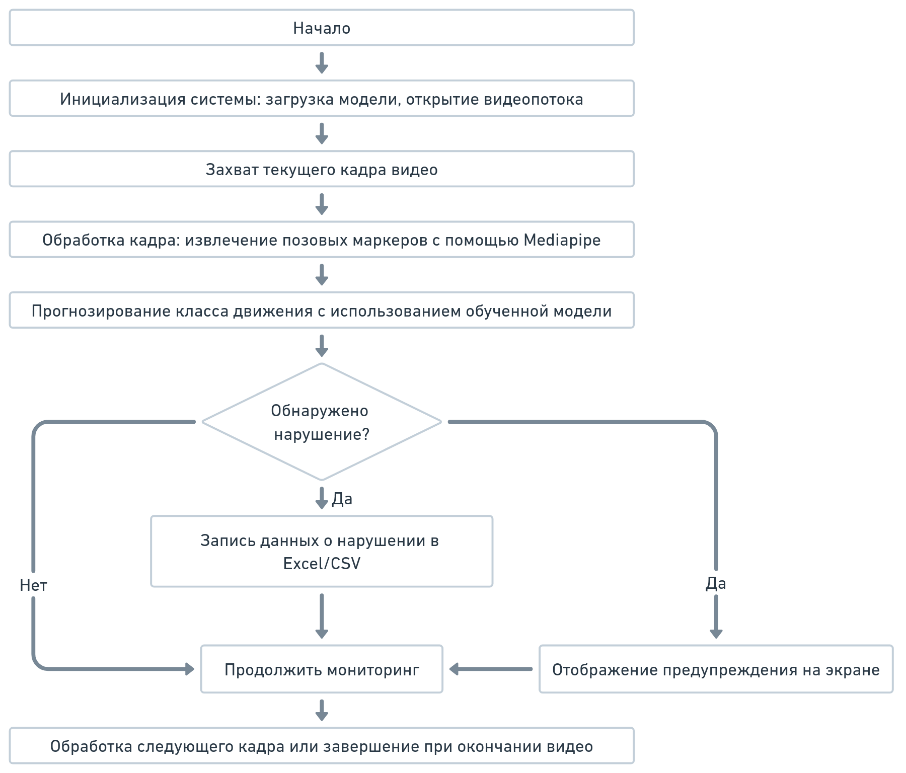 Начало
Инициализация системы: загрузка модели, открытие видеопотока
Захват текущего кадра видео
Обработка кадра: извлечение позовых маркеров с помощью Mediapipe
Прогнозирование класса движения с использованием обученной модели
Обнаружено
нарушение?
Да
Запись данных о нарушении в
Excel/CSV
Нет
Да
Продолжить мониторинг
Отображение предупреждения на экране
Обработка следующего кадра или завершение при окончании видео